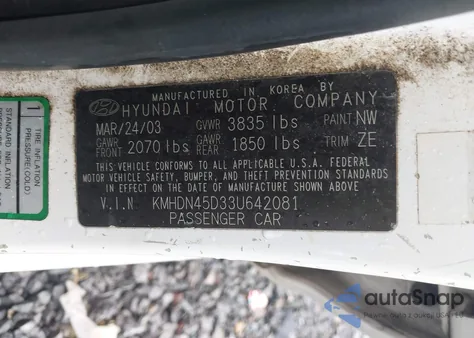 MANUFACTURED IN KOREA BY
HYUNDAI MOTOR COMPANY
MAR/24/03 GVWR 3835 lbs PAINT NW
GAWR FRONT 2070 lbs GAWR REAR 1850 lbs TRIM ZE
THIS VEHICLE CONFORMS TO ALL APPLICABLE U.S.A. FEDERAL
MOTOR VEHICLE SAFETY, BUMPER, AND THEFT PREVENTION STANDARDS
IN EFFECT ON THE DATE OF MANUFACTURE SHOWN ABOVE.
V.I.N KMHDN45D33U642081
PASSENGER CAR
1
TIRE INFLATION
PRESSURE (COLD)
STANDARD INFLATION
autoSnap